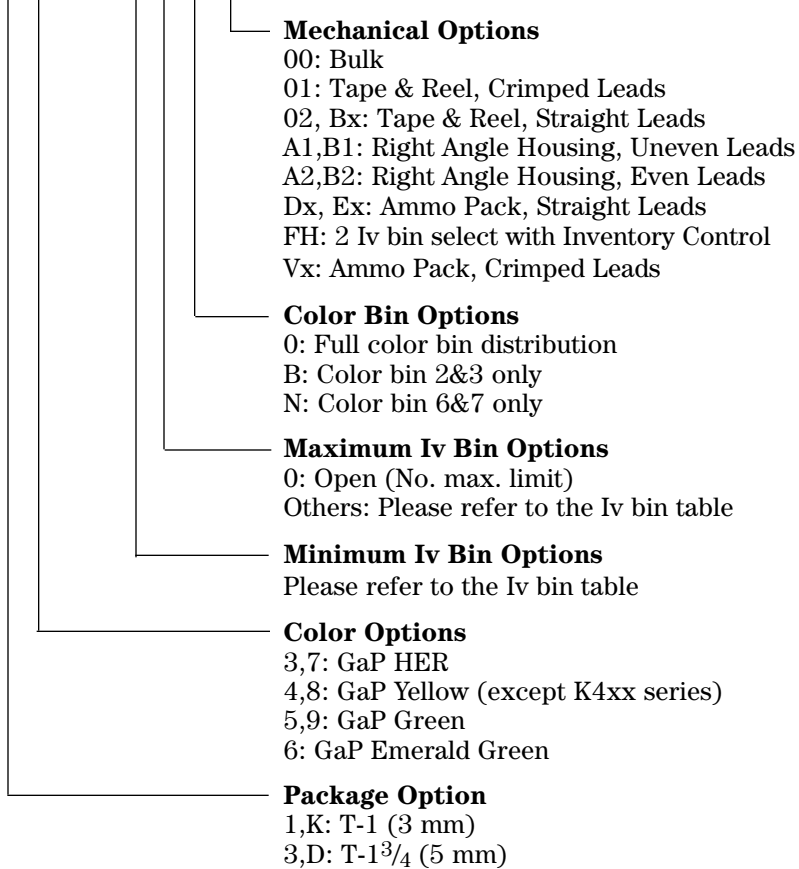 Mechanical Options
00: Bulk
01: Tape & Reel, Crimped Leads
02, Bx: Tape & Reel, Straight Leads
A1,B1: Right Angle Housing, Uneven Leads
A2,B2: Right Angle Housing, Even Leads
Dx, Ex: Ammo Pack, Straight Leads
FH: 2 Iv bin select with Inventory Control
Vx: Ammo Pack, Crimped Leads
Color Bin Options
0: Full color bin distribution
B: Color bin 2&3 only
N: Color bin 6&7 only
Maximum Iv Bin Options
0: Open (No. max. limit)
Others: Please refer to the Iv bin table
Minimum Iv Bin Options
Please refer to the Iv bin table
Color Options
3,7: GaP HER
4,8: GaP Yellow (except K4xx series)
5,9: GaP Green
6: GaP Emerald Green
Package Option
1,K: T-1 (3 mm)
3,D: T-1 3/4 (5 mm)